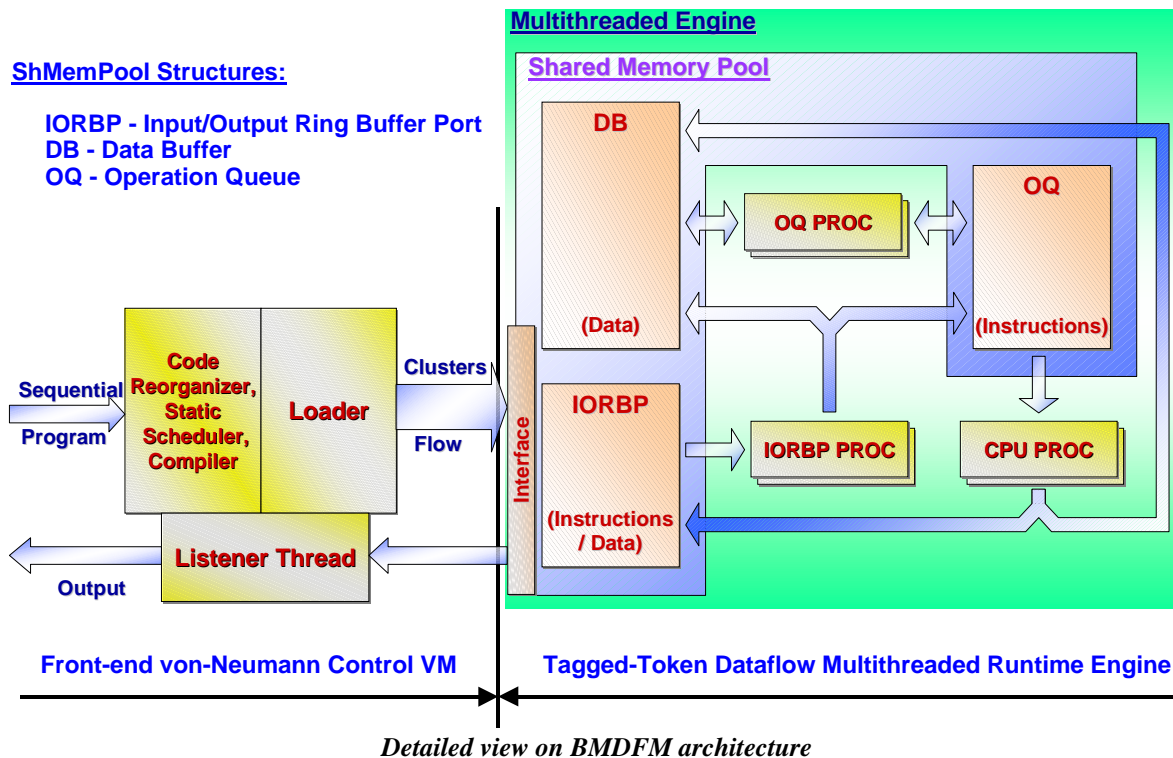 Multithreaded Engine
ShMemPool Structures:
IORBP - Input/Output Ring Buffer Port
DB - Data Buffer
OQ - Operation Queue
Shared Memory Pool
DB
(Data)
OQ PROC
OQ
(Instructions)
Sequential
Program
Code
Reorganizer,
Static
Scheduler,
Compiler
Loader
Clusters
Flow
Interface
IORBP
(Instructions
/ Data)
IORBP PROC
CPU PROC
Listener Thread
Output
Front-end von-Neumann Control VM
Tagged-Token Dataflow Multithreaded Runtime Engine
Detailed view on BMDFM architecture